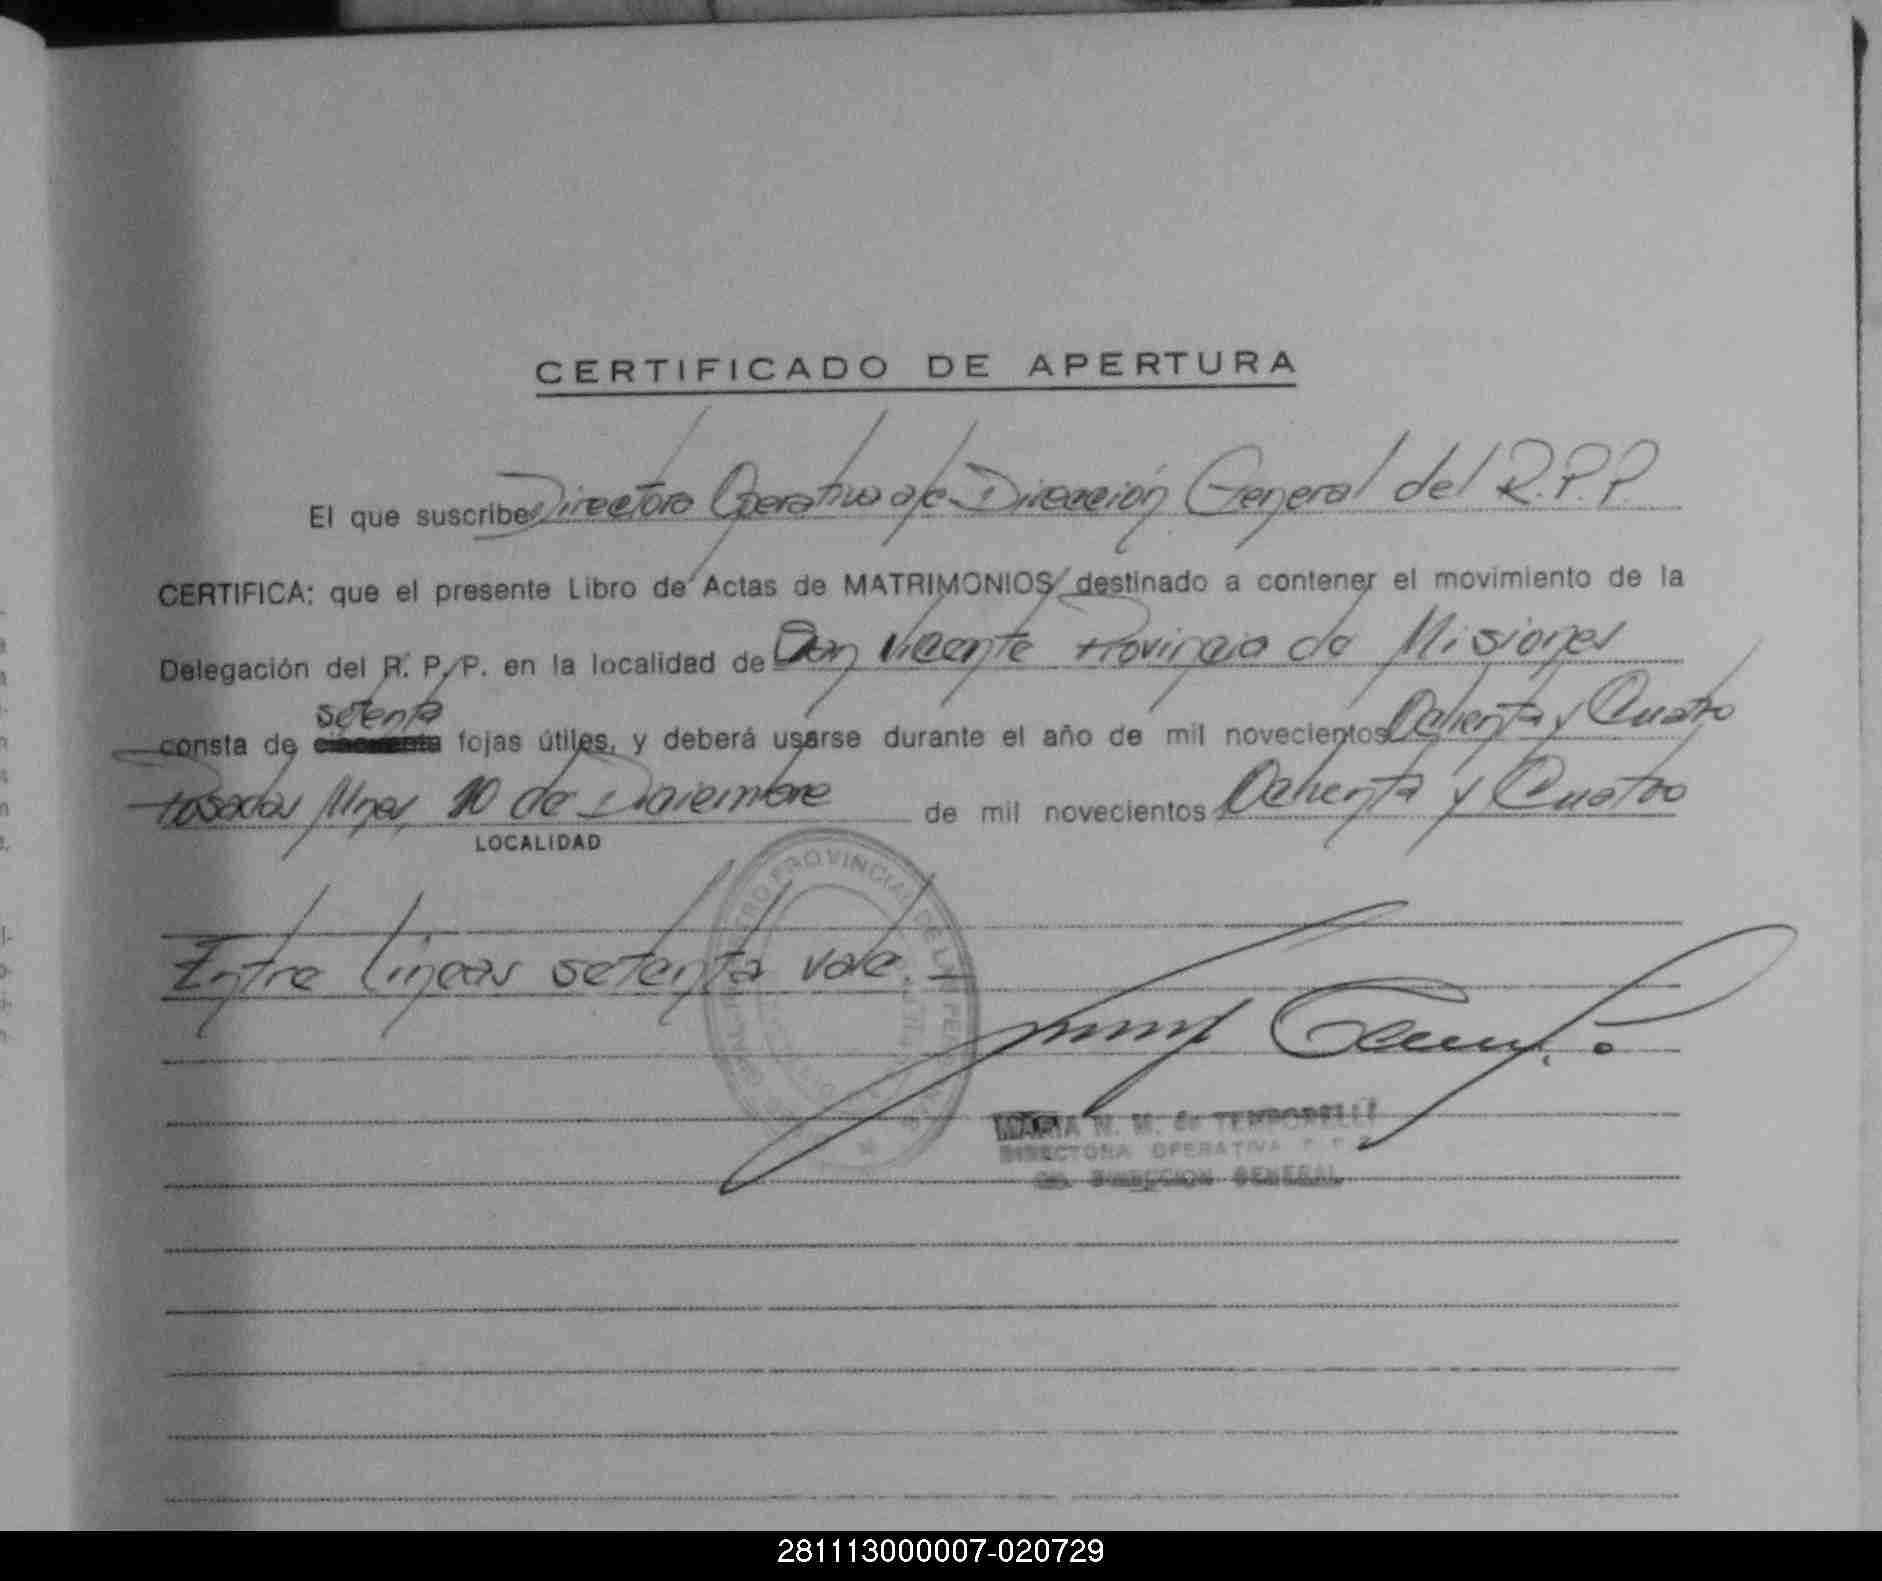 CERTIFICADO DE APERTURA
El que suscribe Directora Operativa a/c Dirección General del R.P.P.
CERTIFICA: que el presente Libro de Actas de MATRIMONIOS destinado a contener el movimiento de la
Delegación del R. P. P. en la localidad de San Vicente Provincia de Misiones
setenta
consta de cincuenta fojas útiles, y deberá usarse durante el año de mil novecientos Ochenta y Cuatro
Posadas Mnes, 10 de Diciembre de mil novecientos Ochenta y Cuatro
LOCALIDAD
Entre líneas setenta vale.
PROVINCIAL DE LA
MARIA N. M. de TEMPORELLI
DIRECTORA OPERATIVA
DIRECCION GENERAL
281113000007-020729